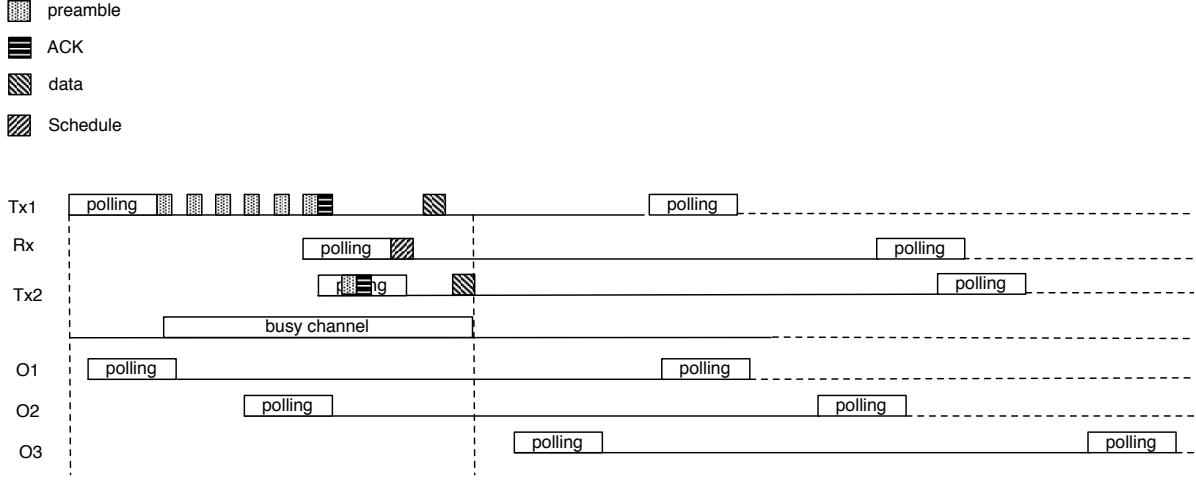 preamble
ACK
data
Schedule
Tx1 polling polling
Rx polling polling
Tx2 polling polling
busy channel
O1 polling polling
O2 polling polling
O3 polling polling